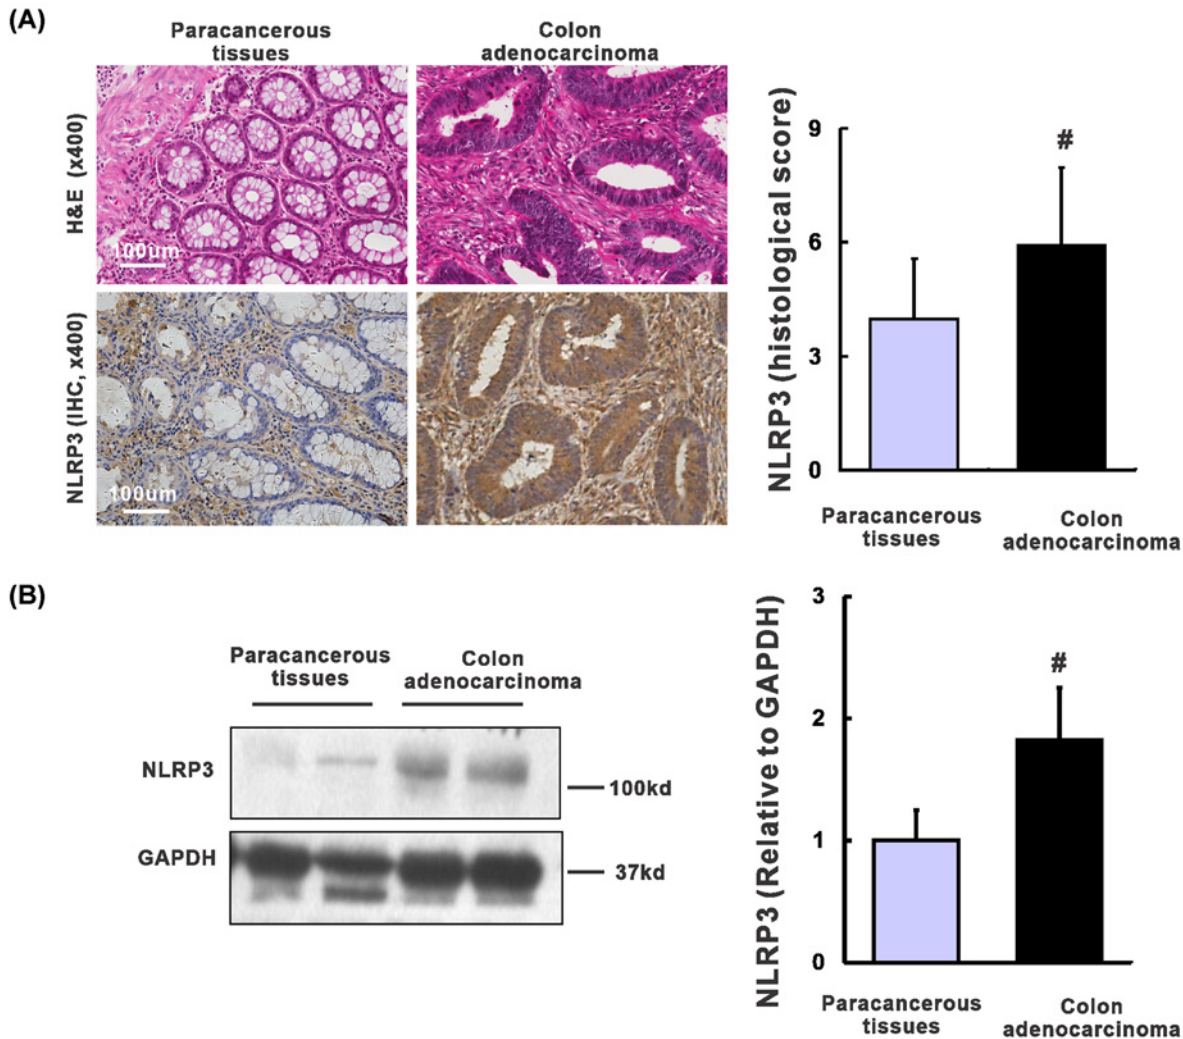 (A)
Paracancerous
tissues
Colon
adenocarcinoma
H&E (x400)
100um
NLRP3 (IHC, x400)
100um
NLRP3 (histological score)
9
6
3
0
#
Paracancerous
tissues
Colon
adenocarcinoma
(B)
Paracancerous
tissues
Colon
adenocarcinoma
NLRP3
100kd
GAPDH
37kd
NLRP3 (Relative to GAPDH)
3
2
1
0
#
Paracancerous
tissues
Colon
adenocarcinoma